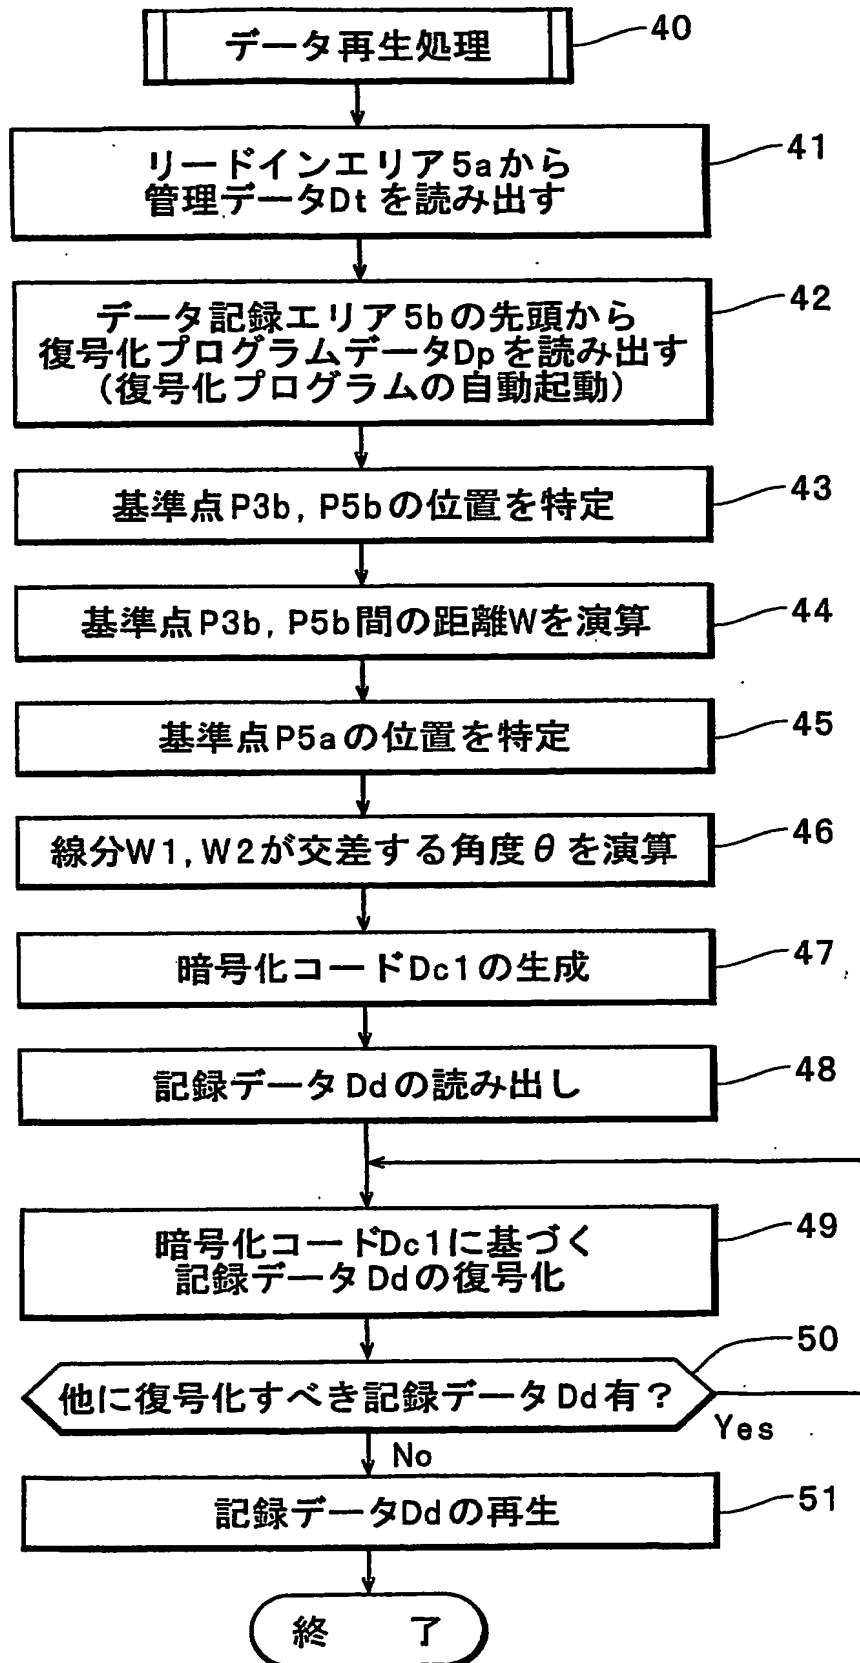 データ再生処理
40
リードインエリア5aから
管理データDtを読み出す
41
データ記録エリア5bの先頭から
復号化プログラムデータDpを読み出す
(復号化プログラムの自動起動)
42
基準点P3b, P5bの位置を特定
43
基準点P3b, P5b間の距離Wを演算
44
基準点P5aの位置を特定
45
線分W1, W2が交差する角度θを演算
46
暗号化コードDc1の生成
47
記録データDdの読み出し
48
暗号化コードDc1に基づく
記録データDdの復号化
49
他に復号化すべき記録データDd有?
50
Yes
No
記録データDdの再生
51
終 了